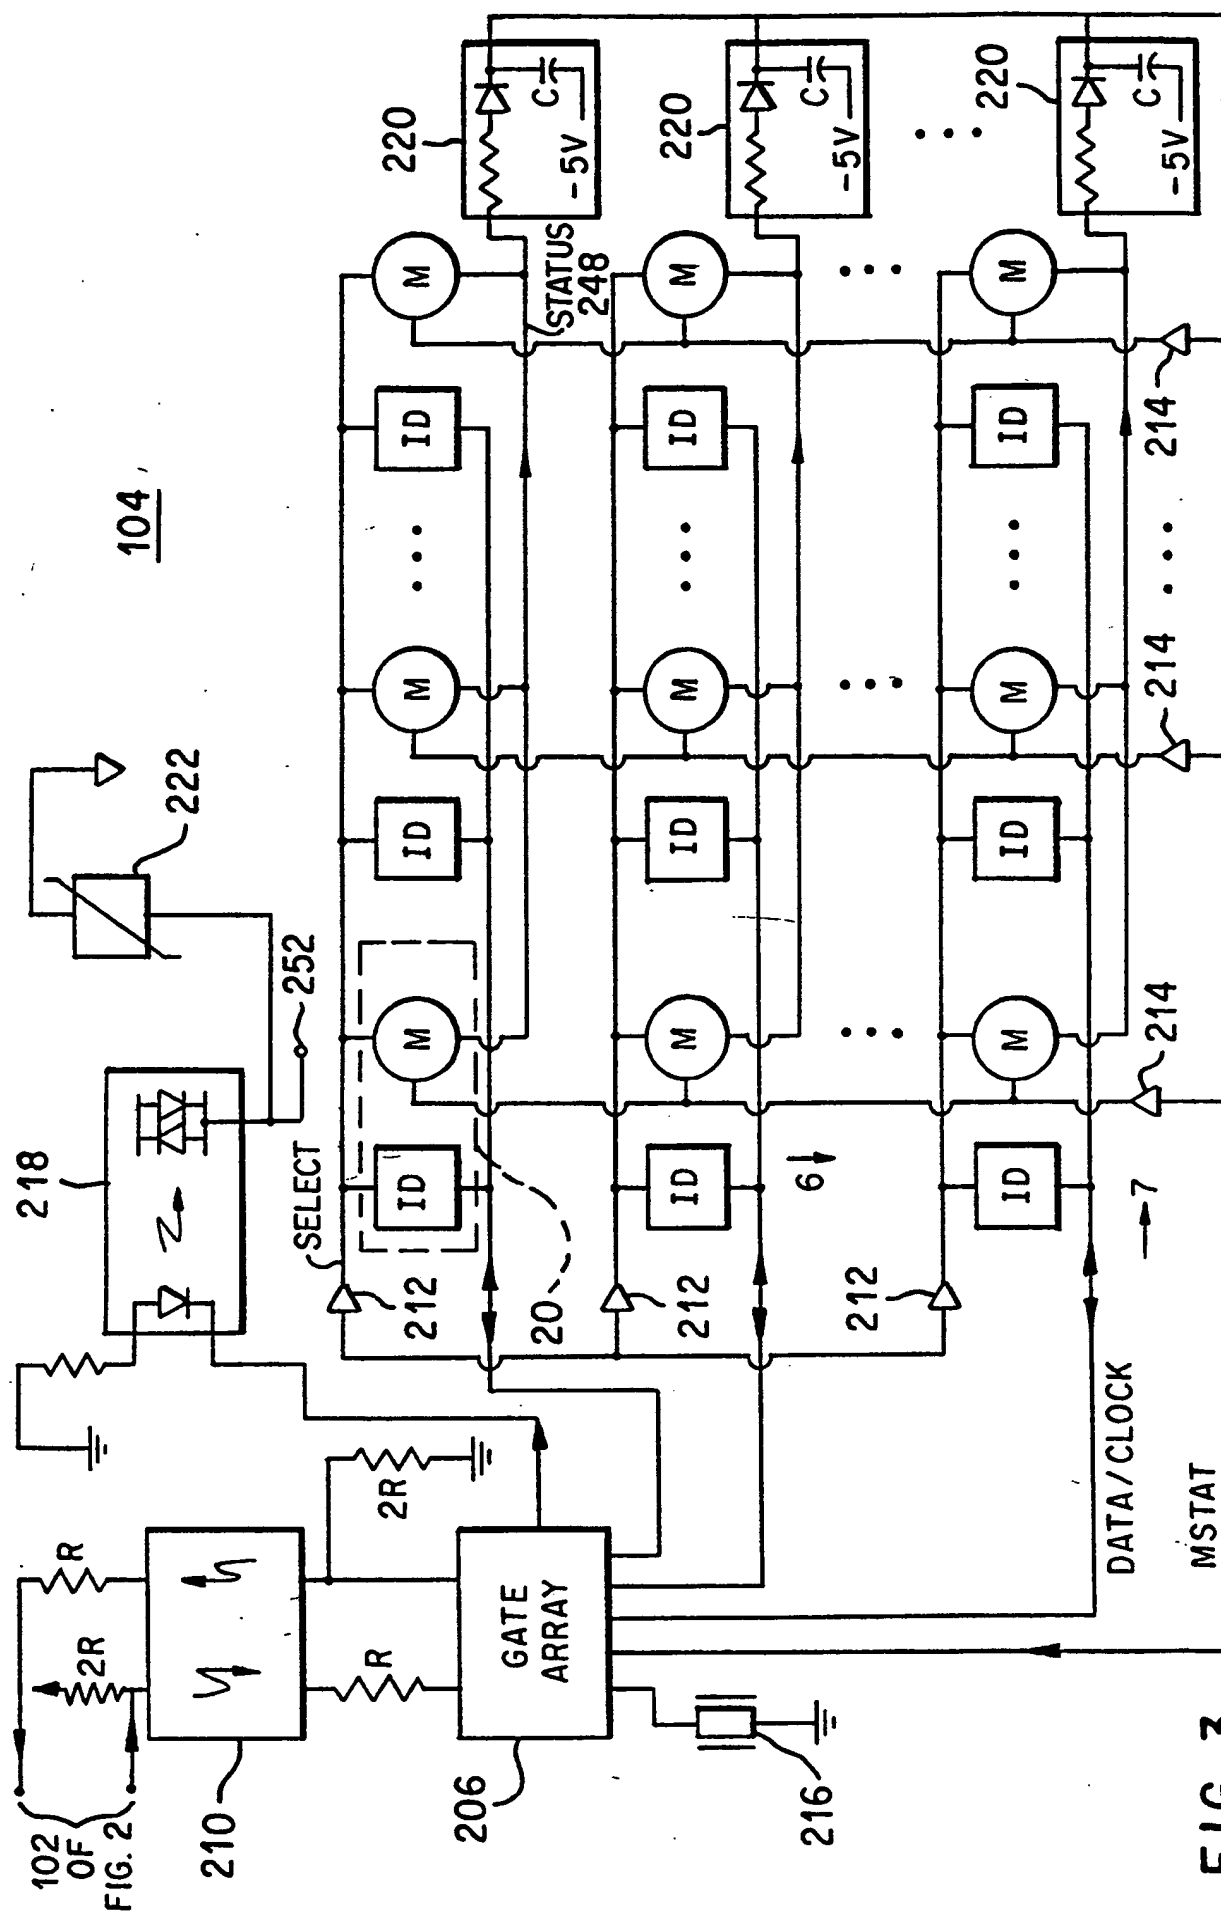 104
102
OF
FIG. 2
R
2R
210
R
2R
206
GATE
ARRAY
216
218
252
222
SELECT
212
212
212
20
ID
M
ID
M
ID
M
STATUS
248
ID
M
ID
M
ID
M
ID
M
ID
M
ID
M
6
7
214
214
214
220
C
-5V
220
C
-5V
220
C
-5V
DATA/CLOCK
MSTAT
FIG. 3